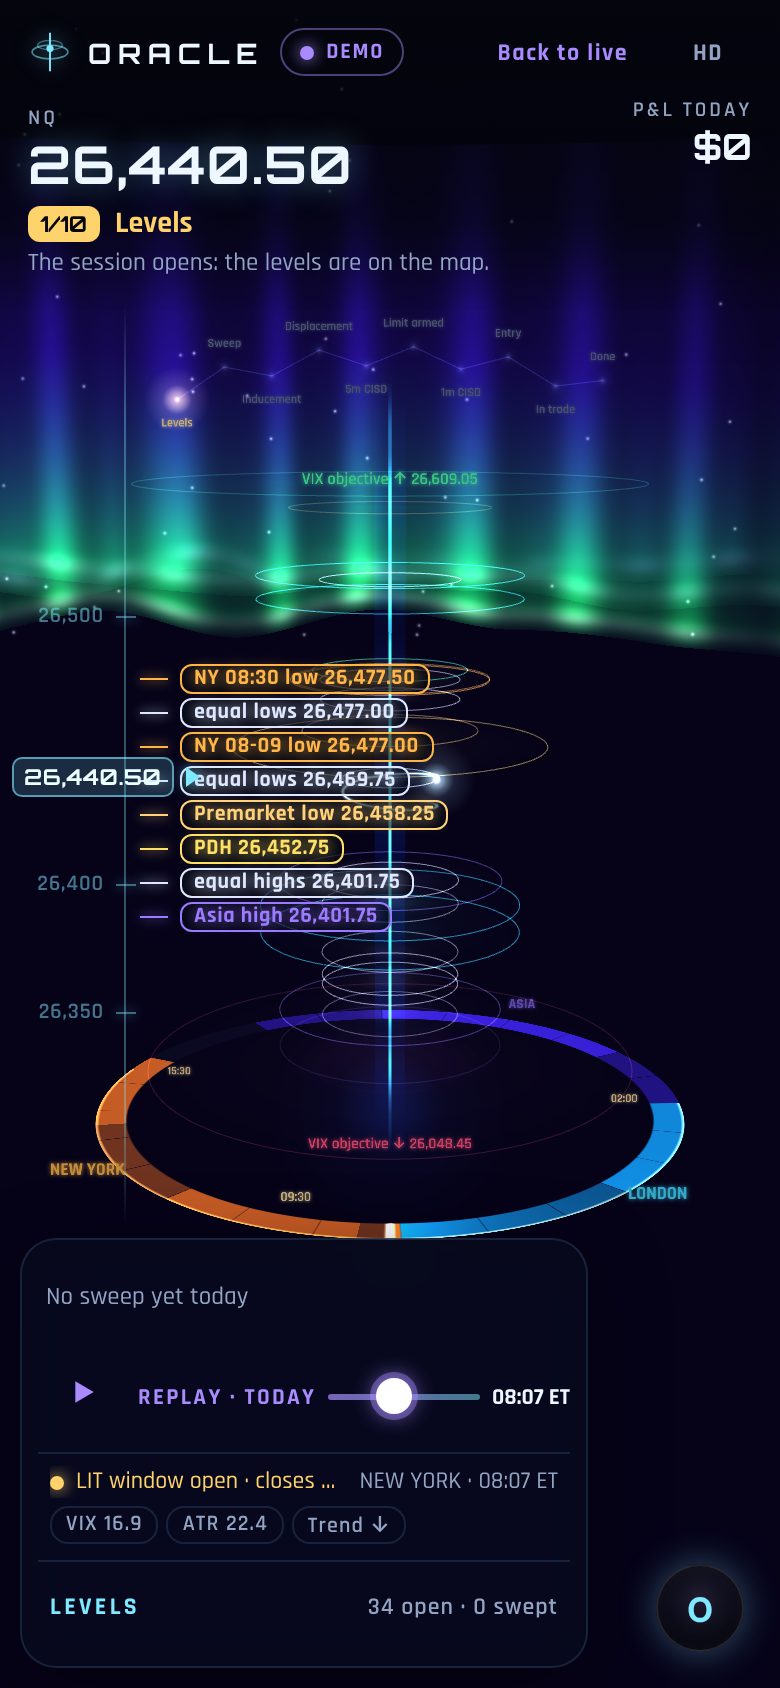 ORACLE
DEMO
Back to live
HD
NQ
P&L TODAY
26,440.50
$0
1/10 Levels
The session opens: the levels are on the map.
Displacement
Limit armed
Sweep
Entry
Done
5m CISD
1m CISD
Inducement
In trade
Levels
VIX objective ↑ 26,609.05
26,500
NY 08:30 low 26,477.50
equal lows 26,477.00
NY 08-09 low 26,477.00
26,440.50
equal lows 26,469.75
Premarket low 26,458.25
PDH 26,452.75
26,400
equal highs 26,401.75
Asia high 26,401.75
26,350
ASIA
15:30
02:00
VIX objective ↓ 26,048.45
NEW YORK
09:30
LONDON
No sweep yet today
REPLAY · TODAY
08:07 ET
LIT window open · closes ...
NEW YORK · 08:07 ET
VIX 16.9
ATR 22.4
Trend ↓
LEVELS
34 open · 0 swept
O